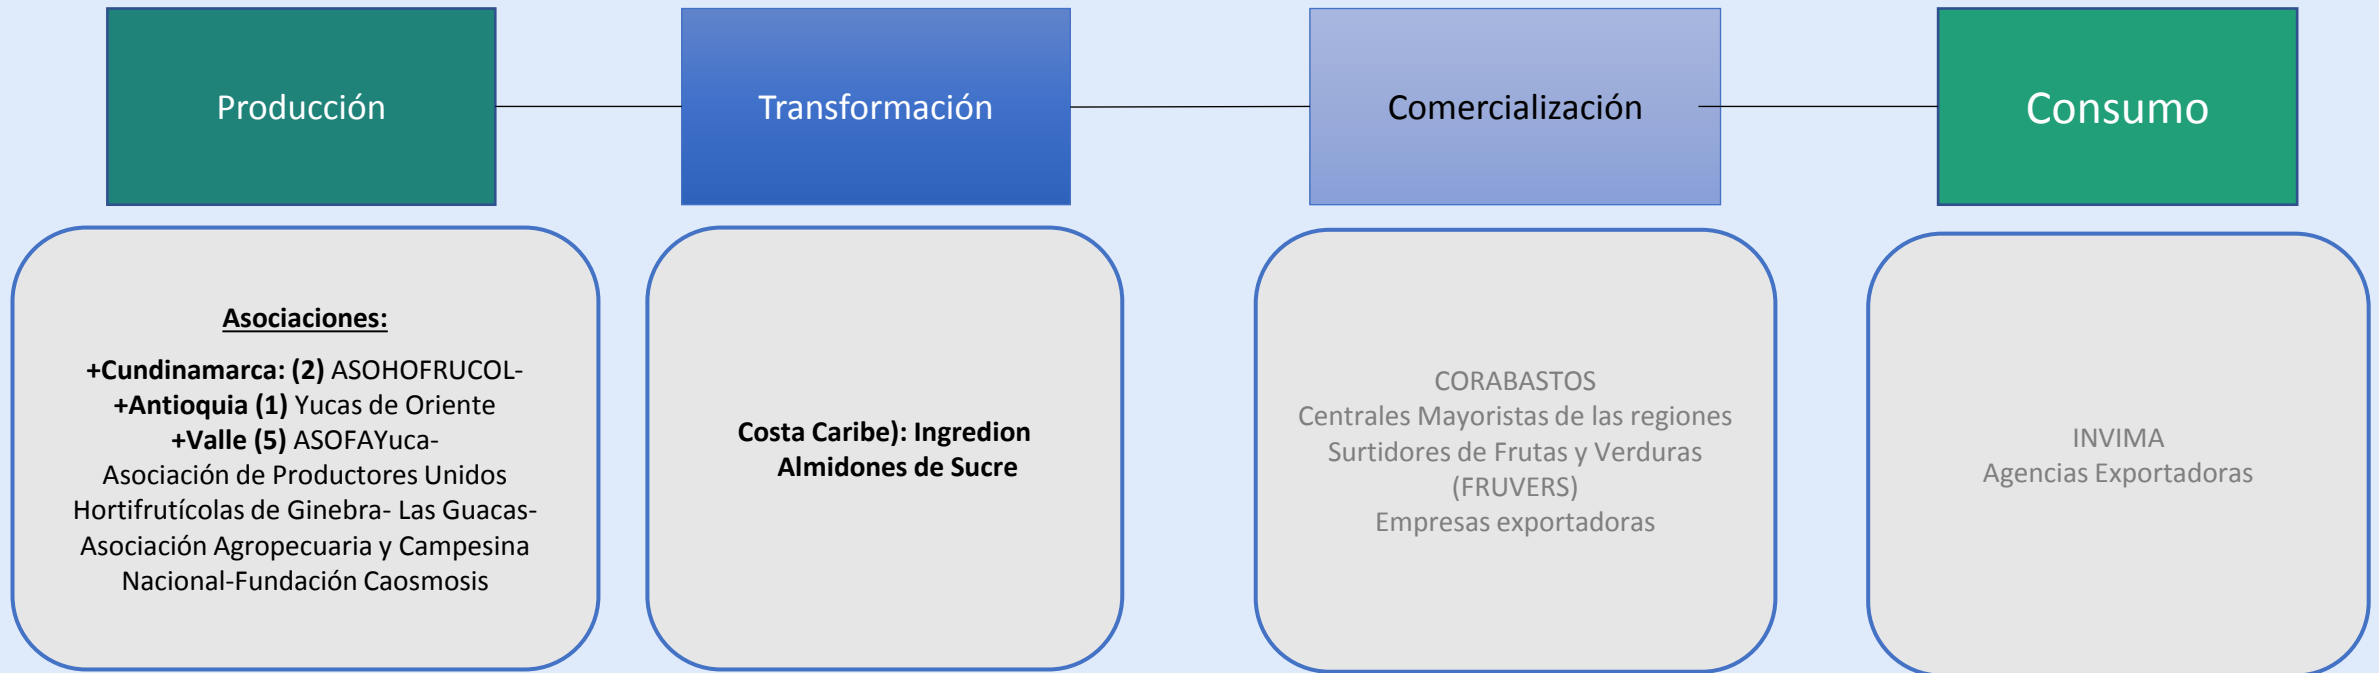 Producción
Transformación
Comercialización
Consumo
Asociaciones:
+Cundinamarca: (2) ASOHOFRUCOL-
+Antioquia (1) Yucas de Oriente
+Valle (5) ASOFAYuca-
Asociación de Productores Unidos
Hortifrutícolas de Ginebra- Las Guacas-
Asociación Agropecuaria y Campesina
Nacional-Fundación Caosmosis
Costa Caribe): Ingredion
Almidones de Sucre
CORABASTOS
Centrales Mayoristas de las regiones
Surtidores de Frutas y Verduras
(FRUVERS)
Empresas exportadoras
INVIMA
Agencias Exportadoras